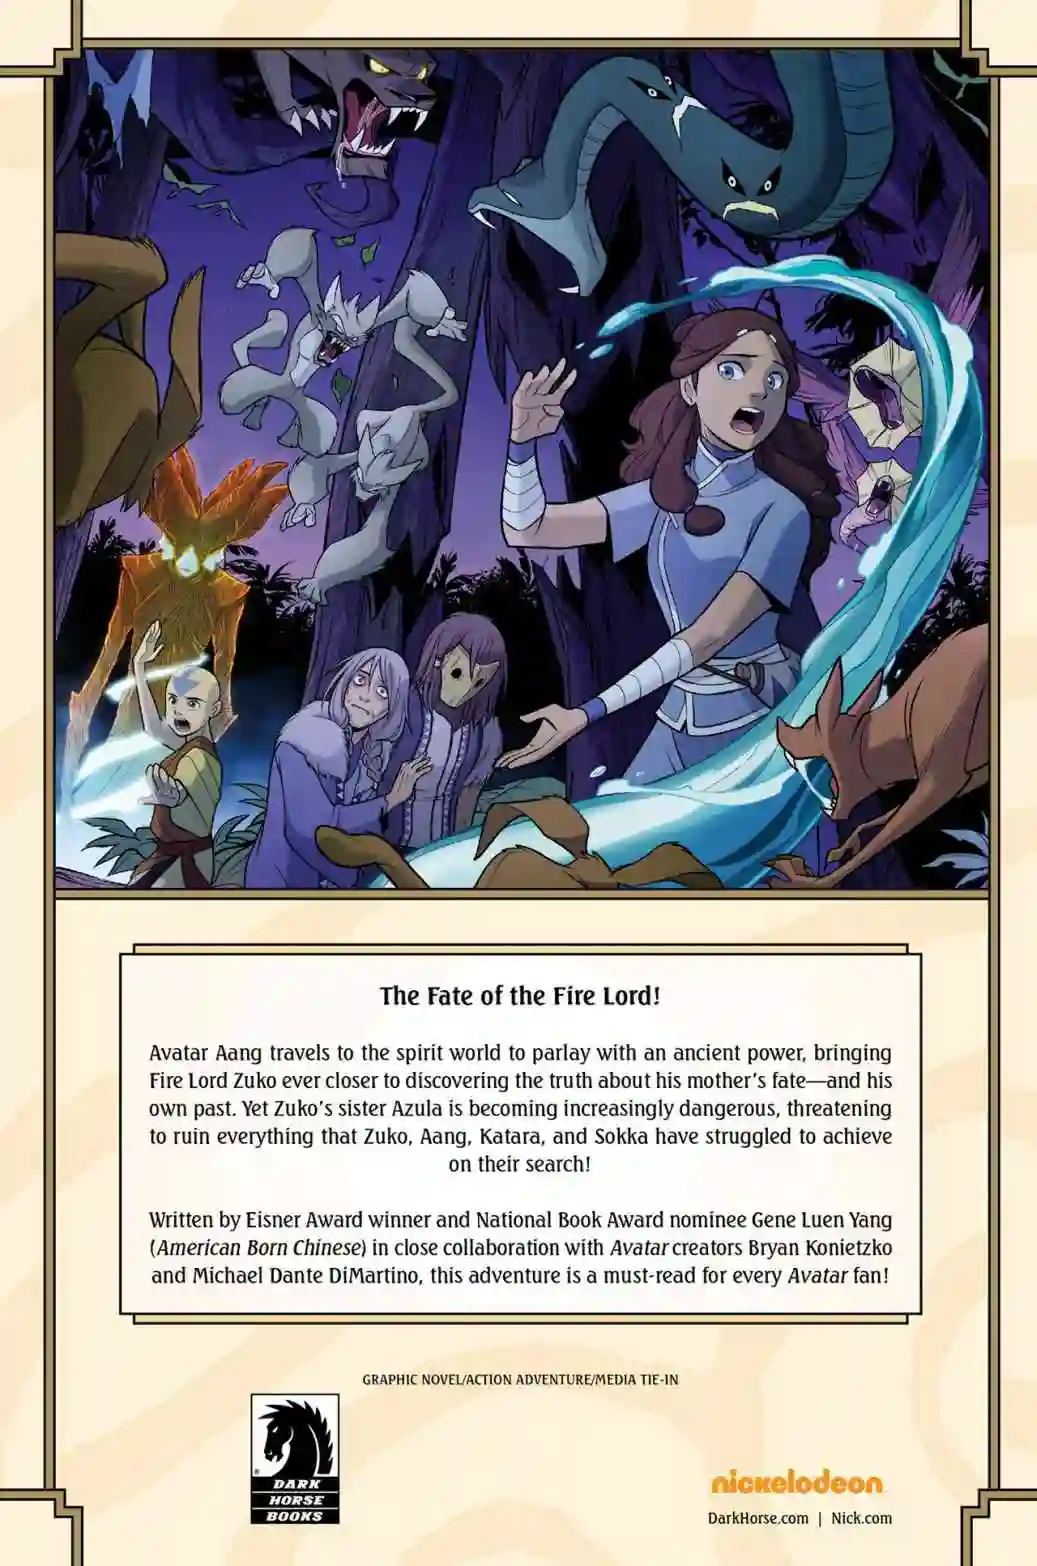 The Fate of the Fire Lord!
Avatar Aang travels to the spirit world to parlay with an ancient power, bringing
Fire Lord Zuko ever closer to discovering the truth about his mother's fate—and his
own past. Yet Zuko's sister Azula is becoming increasingly dangerous, threatening
to ruin everything that Zuko, Aang, Katara, and Sokka have struggled to achieve
on their search!
Written by Eisner Award winner and National Book Award nominee Gene Luen Yang
(American Born Chinese) in close collaboration with Avatar creators Bryan Konietzko
and Michael Dante DiMartino, this adventure is a must-read for every Avatar fan!
GRAPHIC NOVEL/ACTION ADVENTURE/MEDIA TIE-IN
DARK
HORSE
BOOKS
nickelodeon
DarkHorse.com | Nick.com